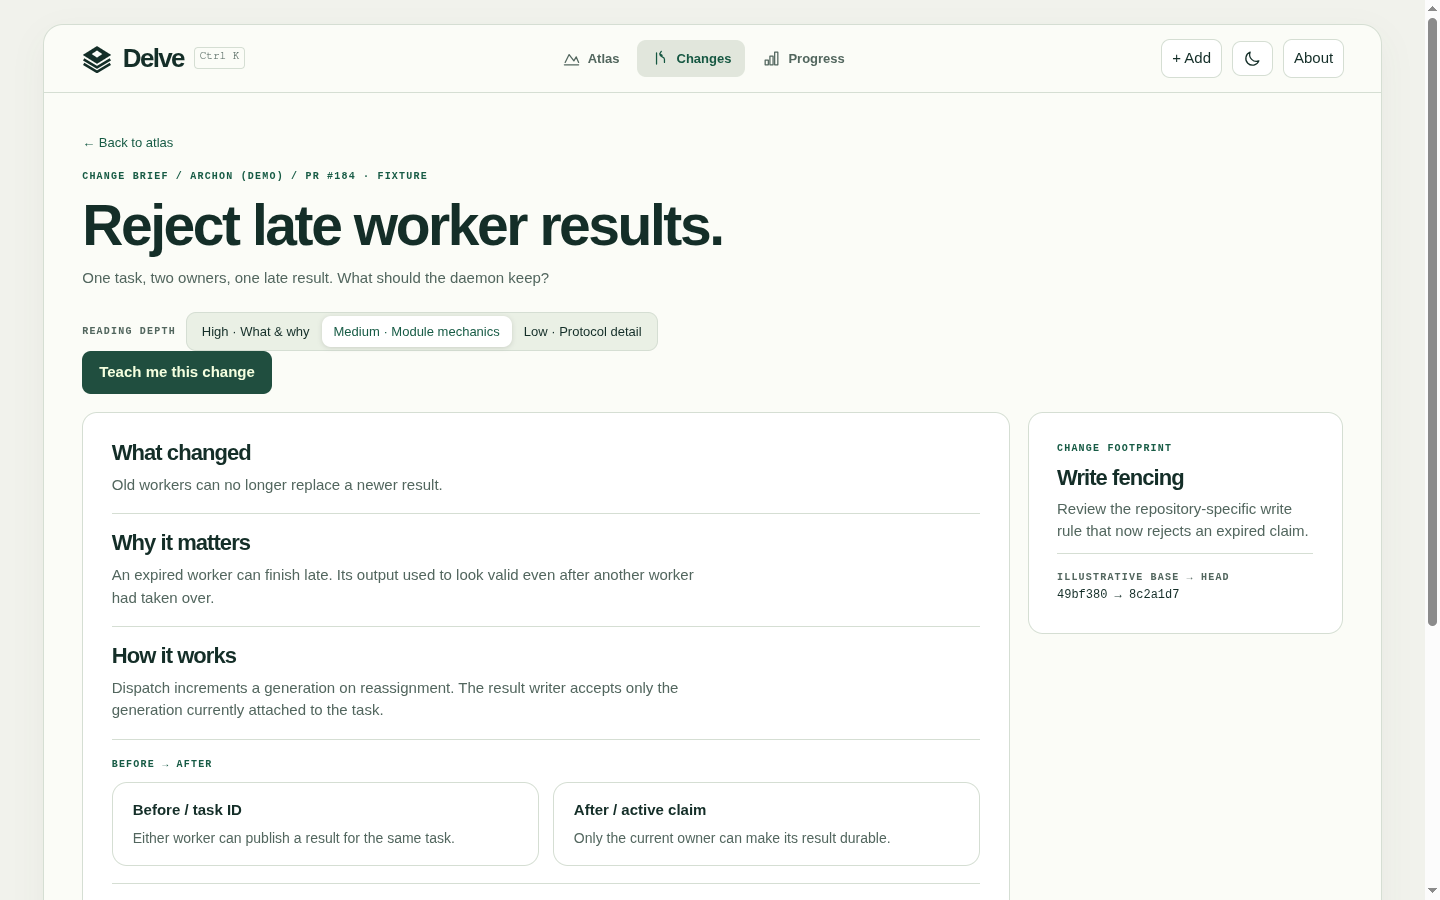 Delve Ctrl K
Atlas Changes Progress
+ Add About
← Back to atlas
CHANGE BRIEF / ARCHON (DEMO) / PR #184 · FIXTURE
Reject late worker results.
One task, two owners, one late result. What should the daemon keep?
READING DEPTH High · What & why Medium · Module mechanics Low · Protocol detail
Teach me this change
What changed
Old workers can no longer replace a newer result.
Why it matters
An expired worker can finish late. Its output used to look valid even after another worker
had taken over.
How it works
Dispatch increments a generation on reassignment. The result writer accepts only the
generation currently attached to the task.
BEFORE → AFTER
Before / task ID
Either worker can publish a result for the same task.
After / active claim
Only the current owner can make its result durable.
CHANGE FOOTPRINT
Write fencing
Review the repository-specific write
rule that now rejects an expired claim.
ILLUSTRATIVE BASE → HEAD
49bf380 → 8c2a1d7